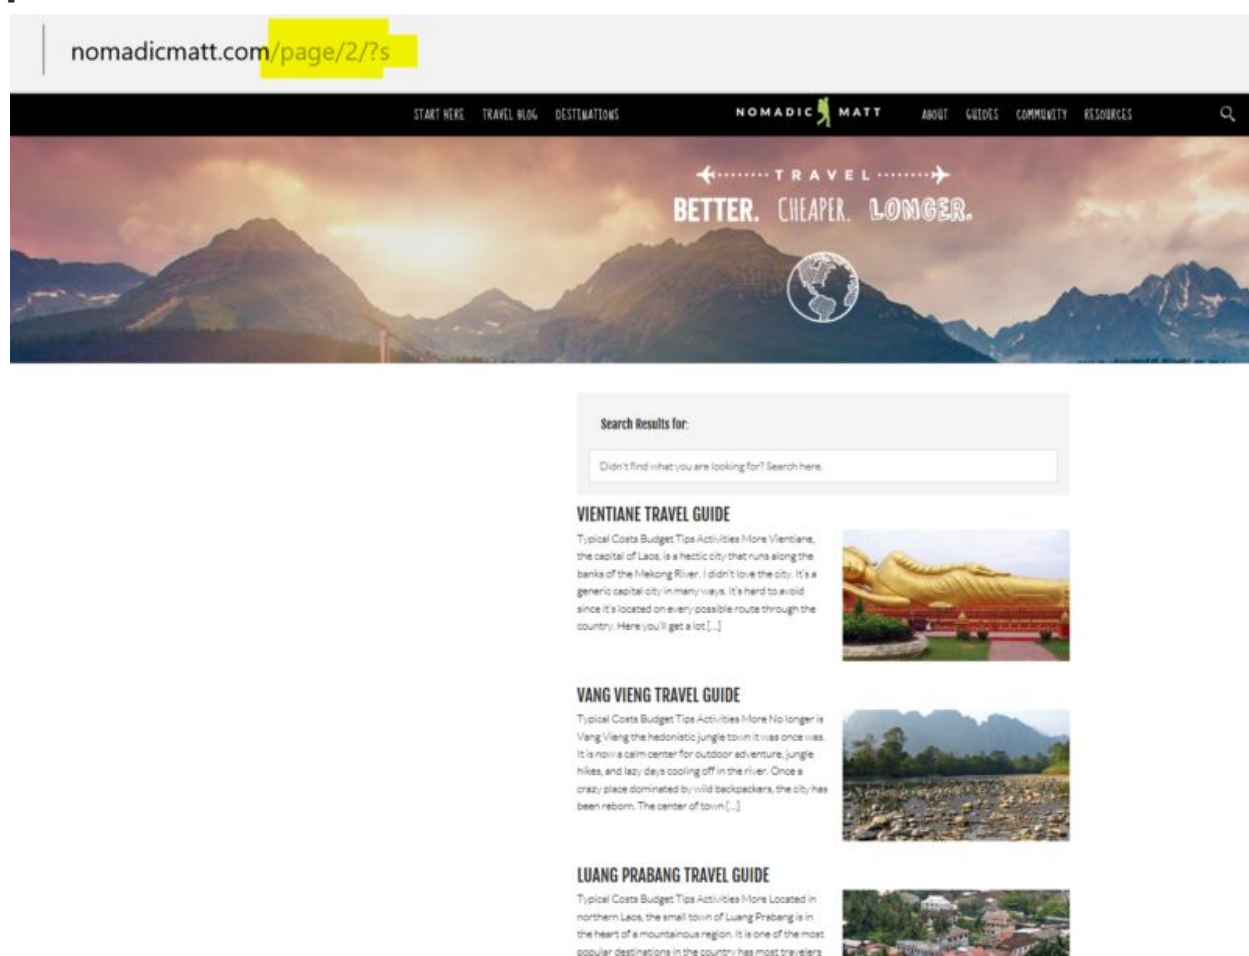 nomadicmatt.com/page/2/?s
START HERE TRAVEL BLOG DESTINATIONS NOMADIC MATT ABOUT GUIDES COMMUNITY RESOURCES
TRAVEL
BETTER. CHEAPER. LONGER.
Search Results for:
Didn't find what you are looking for? Search here.
VIENTIANE TRAVEL GUIDE
Typical Costs Budget Tips Activities More Vientiane,
the capital of Laos, is a hectic city that runs along the
banks of the Mekong River. I didn't love the city. It's a
generic capital city in many ways. It's hard to avoid
since it's located on every possible route through the
country. Here you'll get a lot [...]
VANG VIENG TRAVEL GUIDE
Typical Costs Budget Tips Activities More No longer is
Vang Vieng the hedonistic jungle town it was once was.
It is now a calm center for outdoor adventure, jungle
hikes, and lazy days cooling off in the river. Once a
crazy place dominated by wild backpackers, the city has
been reborn. The center of town [...]
LUANG PRABANG TRAVEL GUIDE
Typical Costs Budget Tips Activities More Located in
northern Laos, the small town of Luang Prabang is in
the heart of a mountainous region. It is one of the most
popular destinations in the country has most travelers